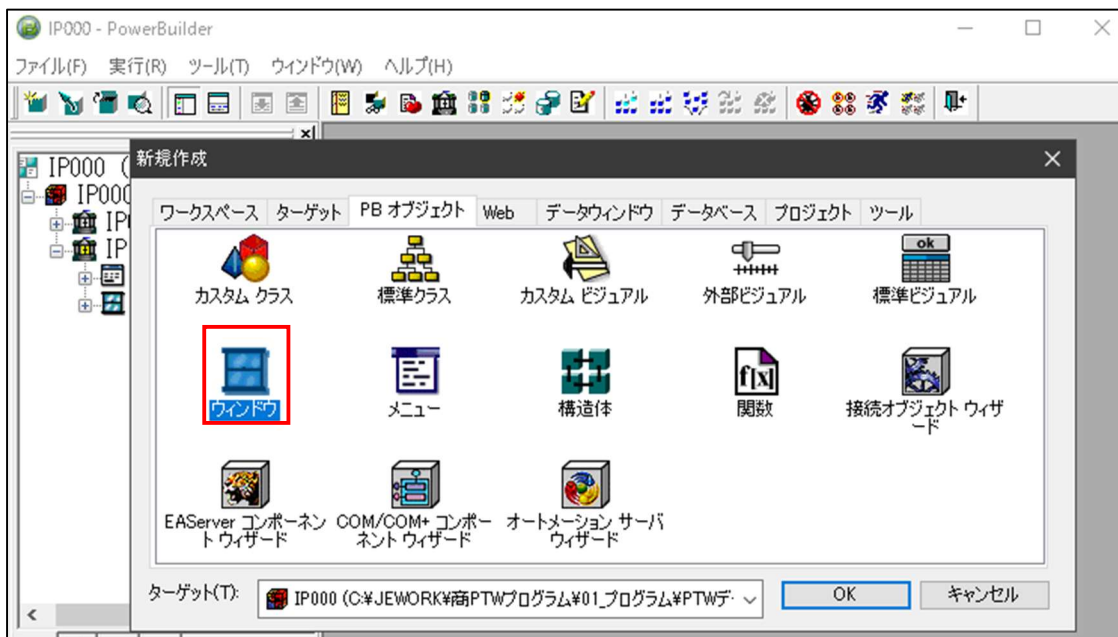 IP000 - PowerBuilder
ファイル(F) 実行(R) ツール(T) ウィンドウ(W) ヘルプ(H)
新規作成
IP000 (
IP000
IP
IP
ワークスペース ターゲット PB オブジェクト Web データウィンドウ データベース プロジェクト ツール
カスタム クラス 標準クラス カスタム ビジュアル 外部ビジュアル ok 標準ビジュアル
ウィンドウ メニュー 構造体 f[x] 関数 接続オブジェクト ウィザ
ード
EAServer コンポーネン COM/COM+ コンポー オートメーション サーバ
トウィザード ネント ウィザード ウィザード
ターゲット(T): IP000 (C:¥JEWORK¥商PTWプログラム¥01_プログラム¥PTWデ OK キャンセル